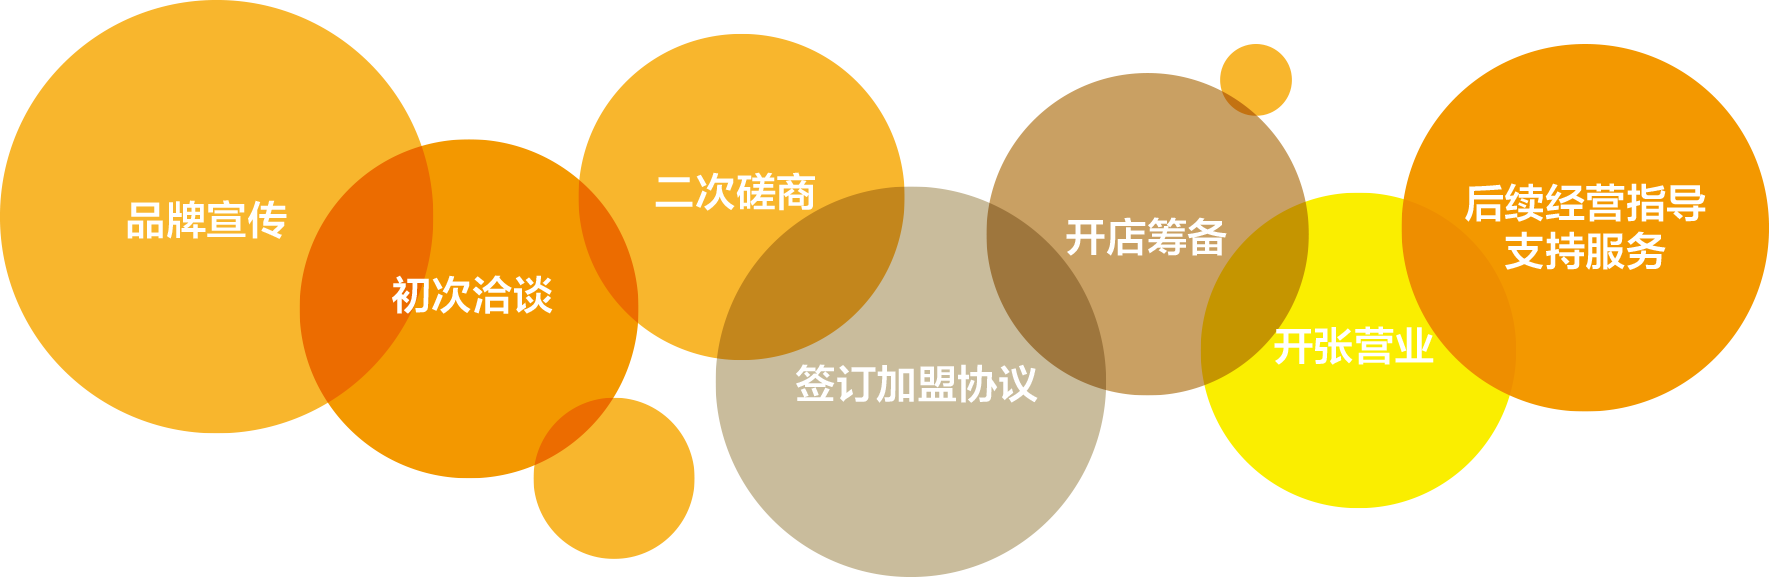 品牌宣传
初次洽谈
二次磋商
签订加盟协议
开店筹备
开张营业
后续经营指导
支持服务